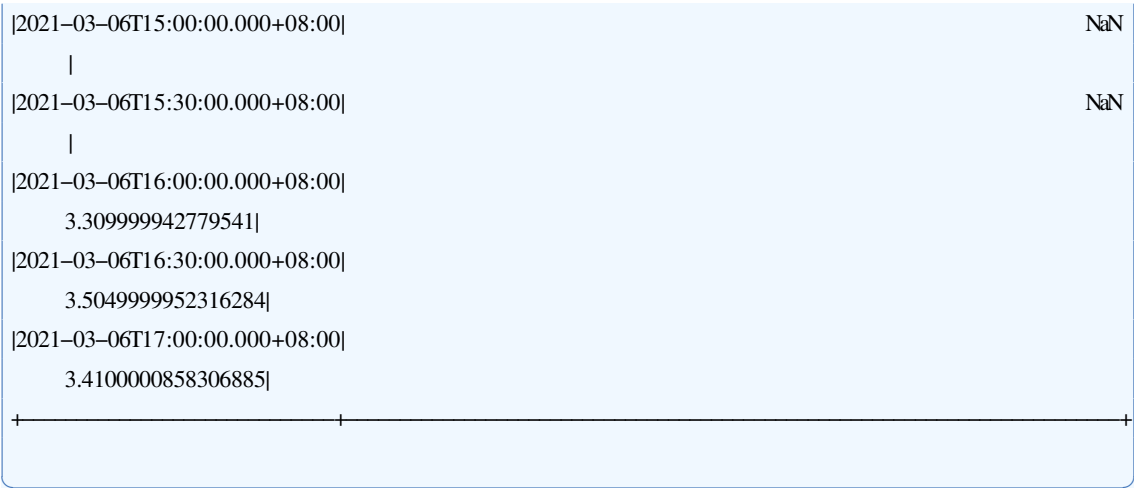 |2021–03–06T15:00:00.000+08:00| NaN
|
|2021–03–06T15:30:00.000+08:00| NaN
|
|2021–03–06T16:00:00.000+08:00|
3.309999942779541|
|2021–03–06T16:30:00.000+08:00|
3.5049999952316284|
|2021–03–06T17:00:00.000+08:00|
3.4100000858306885|
+—————————————+————————————————————————————————+